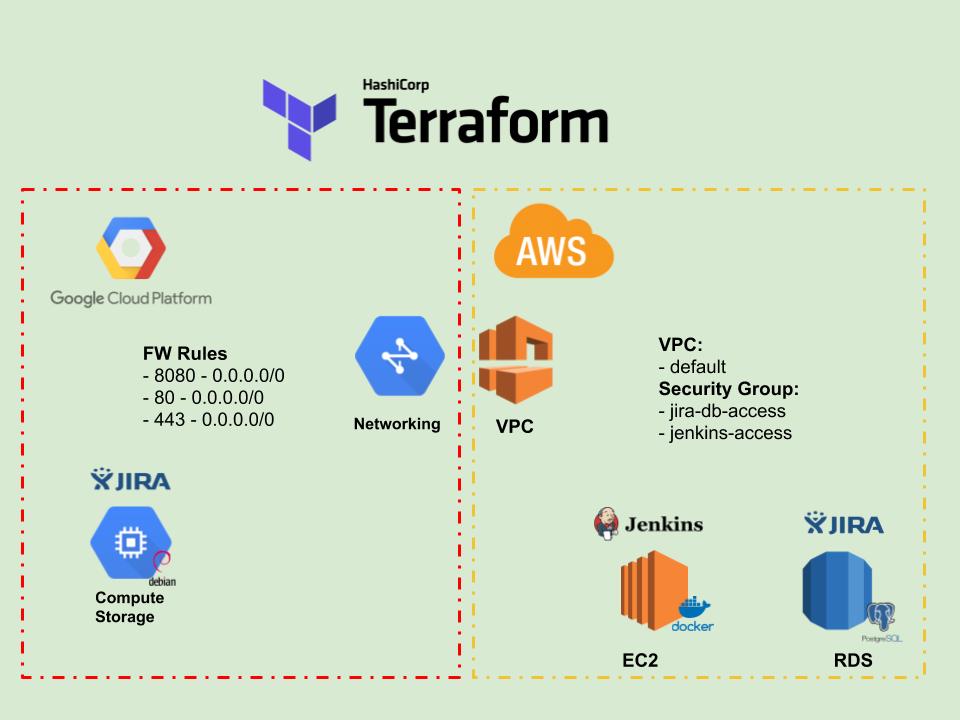 HashiCorp
Terraform
Google Cloud Platform
FW Rules
- 8080 - 0.0.0.0/0
- 80 - 0.0.0.0/0
- 443 - 0.0.0.0/0
Networking
JIRA
debian
Compute
Storage
AWS
VPC
VPC:
- default
Security Group:
- jira-db-access
- jenkins-access
Jenkins
docker
EC2
JIRA
PostgreSQL
RDS